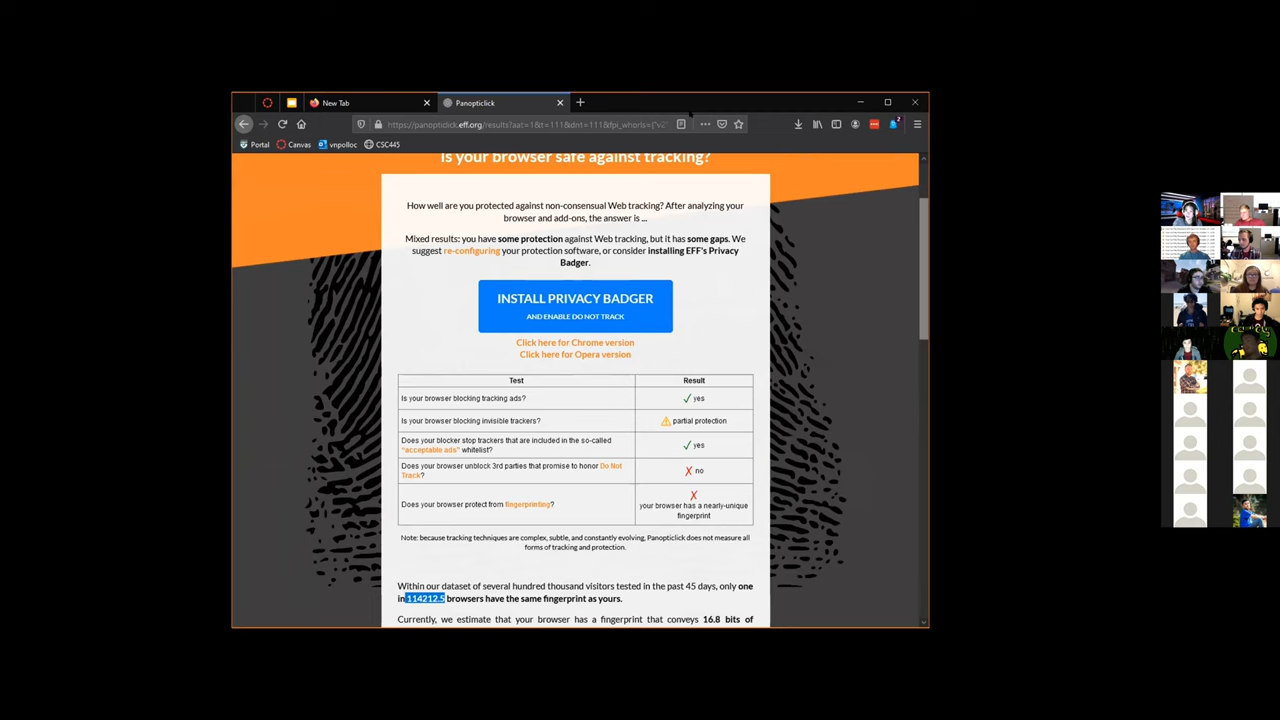 New Tab
Panopticlick
https://panopticlick.eff.org/results?aat=1&t=111&dnt=111&fpi_whorls={"v2"
2
Portal
Canvas
vnpolloc
CSC445
Is your browser safe against tracking?
How well are you protected against non-consensual Web tracking? After analyzing your
browser and add-ons, the answer is ...
Mixed results: you have some protection against Web tracking, but it has some gaps. We
suggest re-configuring your protection software, or consider installing EFF's Privacy
Badger.
INSTALL PRIVACY BADGER
AND ENABLE DO NOT TRACK
Click here for Chrome version
Click here for Opera version
Test
Result
Is your browser blocking tracking ads?
yes
Is your browser blocking invisible trackers?
partial protection
Does your blocker stop trackers that are included in the so-called
"acceptable ads" whitelist?
yes
Does your browser unblock 3rd parties that promise to honor Do Not
Track?
no
Does your browser protect from fingerprinting?
your browser has a nearly-unique
fingerprint
Note: because tracking techniques are complex, subtle, and constantly evolving, Panopticlick does not measure all
forms of tracking and protection.
Within our dataset of several hundred thousand visitors tested in the past 45 days, only one
in 114212.5 browsers have the same fingerprint as yours.
Currently, we estimate that your browser has a fingerprint that conveys 16.8 bits of